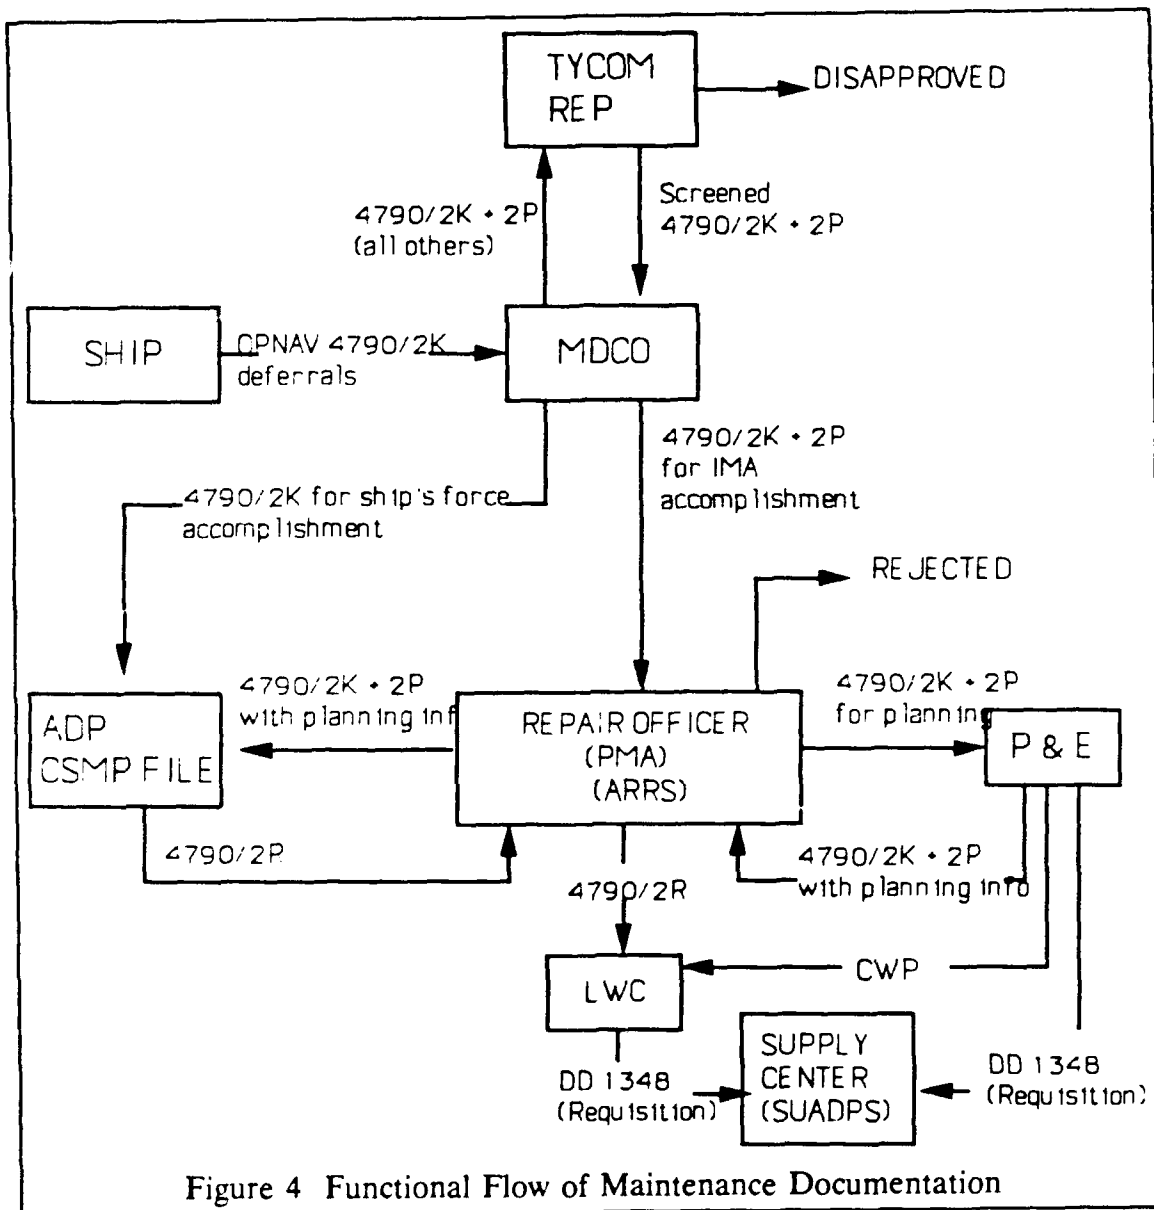 TYCOM
REP
DISAPPROVED
4790/2K + 2P
(all others)
Screened
4790/2K + 2P
SHIP
OPNAV 4790/2K
deferrals
MDCO
4790/2K + 2P
for IMA
accomplishment
4790/2K for ship's force
accomplishment
REJECTED
ADP
CSMP FILE
4790/2K + 2P
with planning info
REPAIR OFFICER
(PMA)
(ARRS)
4790/2K + 2P
for planning
P & E
4790/2R
4790/2R
4790/2K + 2P
with planning info
LWC
CWP
DD 1348
(Requisition)
SUPPLY
CENTER
(SUADPS)
DD 1348
(Requisition)
Figure 4 Functional Flow of Maintenance Documentation